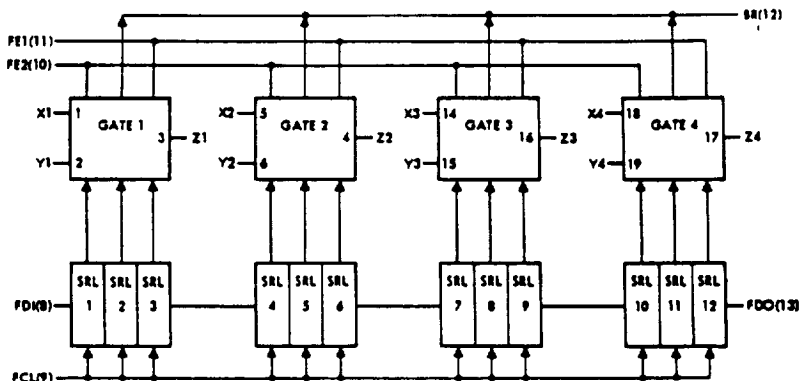 SR(12)
FE1(11)
FE2(10)
X1 1 GATE 1 3 Z1 Y1 2
X2 5 GATE 2 4 Z2 Y2 6
X3 14 GATE 3 16 Z3 Y3 15
X4 18 GATE 4 17 Z4 Y4 19
FDI(8)
SRL 1 SRL 2 SRL 3
SRL 4 SRL 5 SRL 6
SRL 7 SRL 8 SRL 9
SRL 10 SRL 11 SRL 12
FDO(13)
FCL(9)